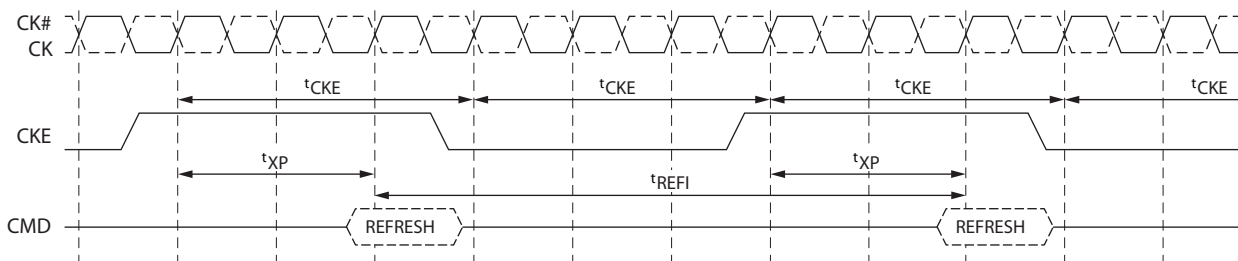 CK#
CK
tCKE tCKE tCKE tCKE
CKE
tXP tXP
tREFI
CMD REFRESH REFRESH